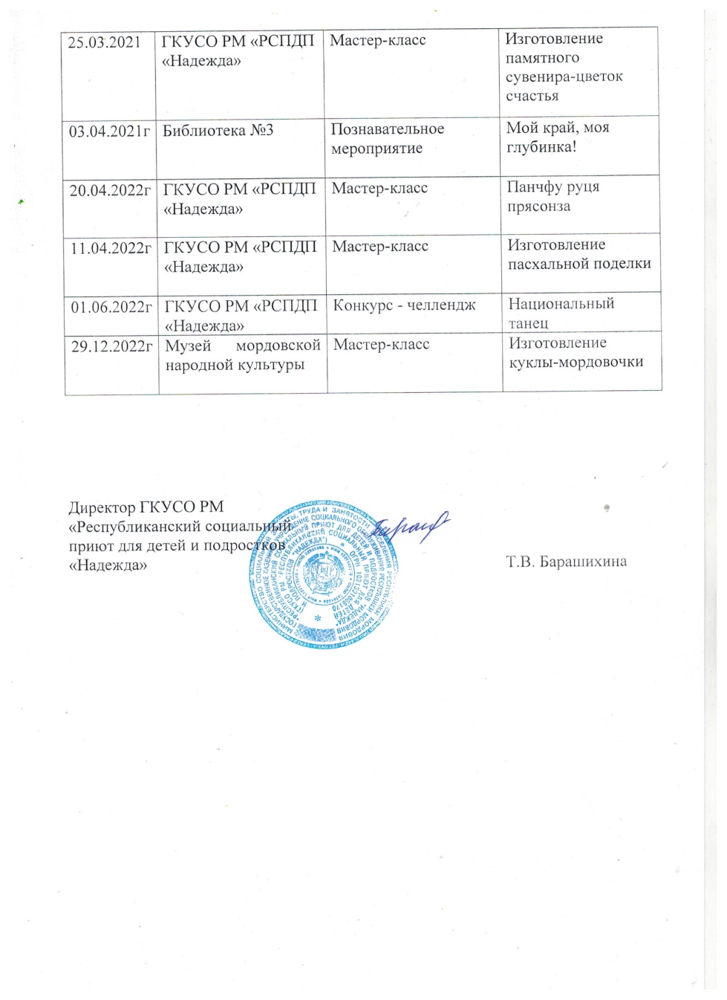 25.03.2021 ГКУСО РМ «РСПДП Мастер-класс Изготовление
«Надежда» памятного
сувенира-цветок
счастья
03.04.2021г Библиотека №3 Познавательное Мой край, моя
мероприятие глубинка!
20.04.2022г ГКУСО РМ «РСПДП Мастер-класс Панчфу руця
«Надежда» прясонза
11.04.2022г ГКУСО РМ «РСПДП Мастер-класс Изготовление
«Надежда» пасхальной поделки
01.06.2022г ГКУСО РМ «РСПДП Конкурс - челлендж Национальный
«Надежда» танец
29.12.2022г Музей мордовской Мастер-класс Изготовление
народной культуры куклы-мордовочки
Директор ГКУСО РМ
«Республиканский социальный
приют для детей и подростков
«Надежда» Т.В. Барашихина